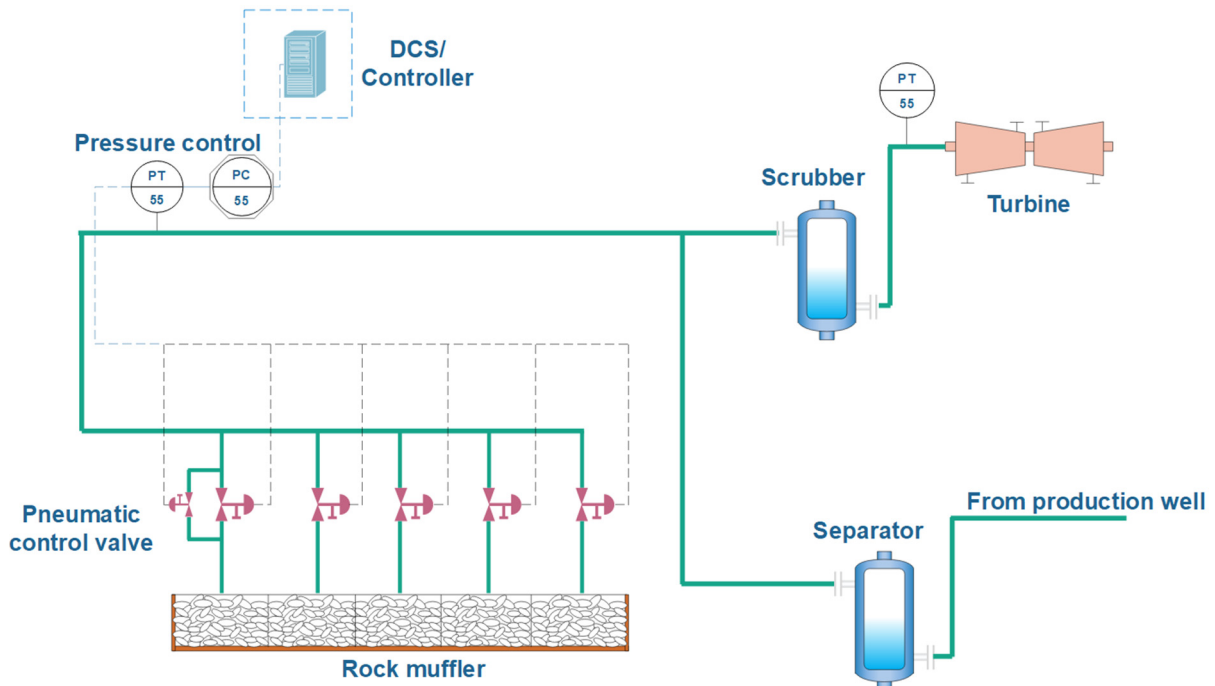 DCS/
Controller
PT
55
Pressure control
PT
55
PC
55
Scrubber
Turbine
Pneumatic
control valve
From production well
Separator
Rock muffler